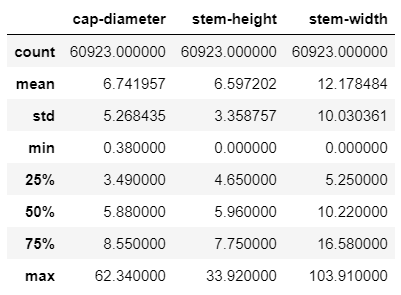 cap-diameter stem-height stem-width
count 60923.000000 60923.000000 60923.000000
mean 6.741957 6.597202 12.178484
std 5.268435 3.358757 10.030361
min 0.380000 0.000000 0.000000
25% 3.490000 4.650000 5.250000
50% 5.880000 5.960000 10.220000
75% 8.550000 7.750000 16.580000
max 62.340000 33.920000 103.910000